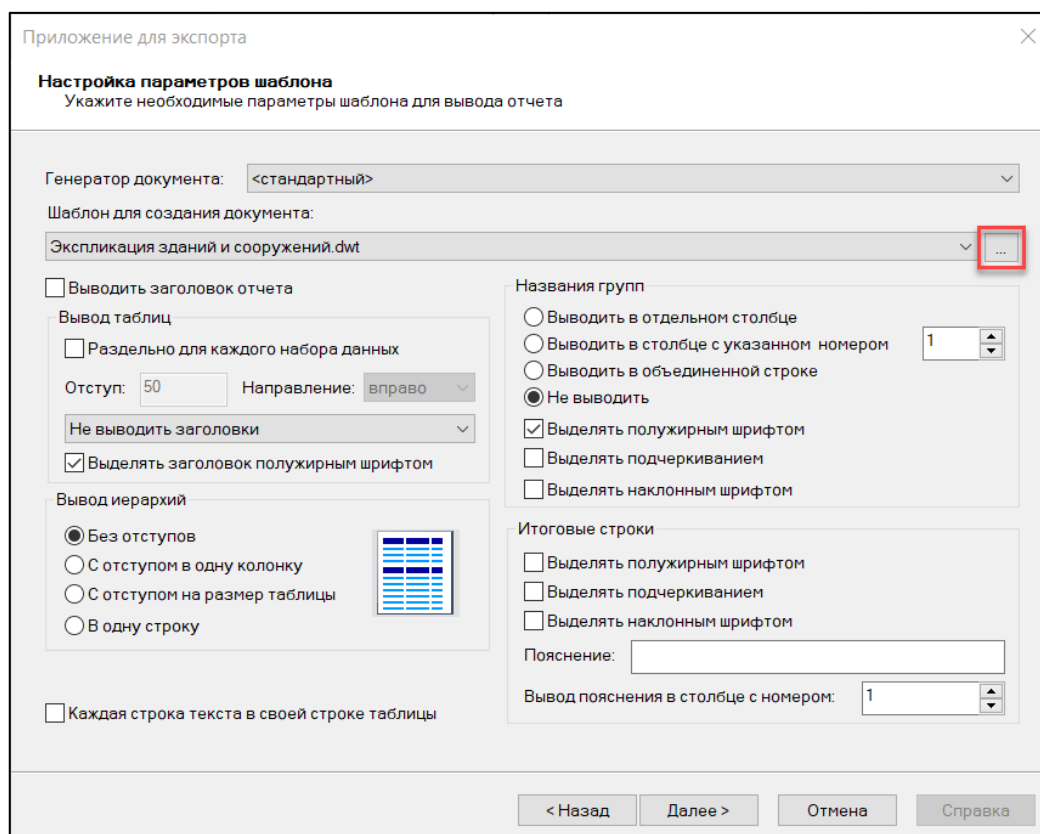 Приложение для экспорта
Настройка параметров шаблона
Укажите необходимые параметры шаблона для вывода отчета
Генератор документа: <стандартный>
Шаблон для создания документа:
Экспликация зданий и сооружений.dwt ...
Выводить заголовок отчета
Вывод таблиц
Раздельно для каждого набора данных
Отступ: 50 Направление: вправо
Не выводить заголовки
Выделять заголовок полужирным шрифтом
Вывод иерархий
Без отступов
С отступом в одну колонку
С отступом на размер таблицы
В одну строку
Каждая строка текста в своей строке таблицы
Названия групп
Выводить в отдельном столбце
Выводить в столбце с указанном номером 1
Выводить в объединенной строке
Не выводить
Выделять полужирным шрифтом
Выделять подчеркиванием
Выделять наклонным шрифтом
Итоговые строки
Выделять полужирным шрифтом
Выделять подчеркиванием
Выделять наклонным шрифтом
Пояснение:
Вывод пояснения в столбце с номером: 1
< Назад Далее > Отмена Справка